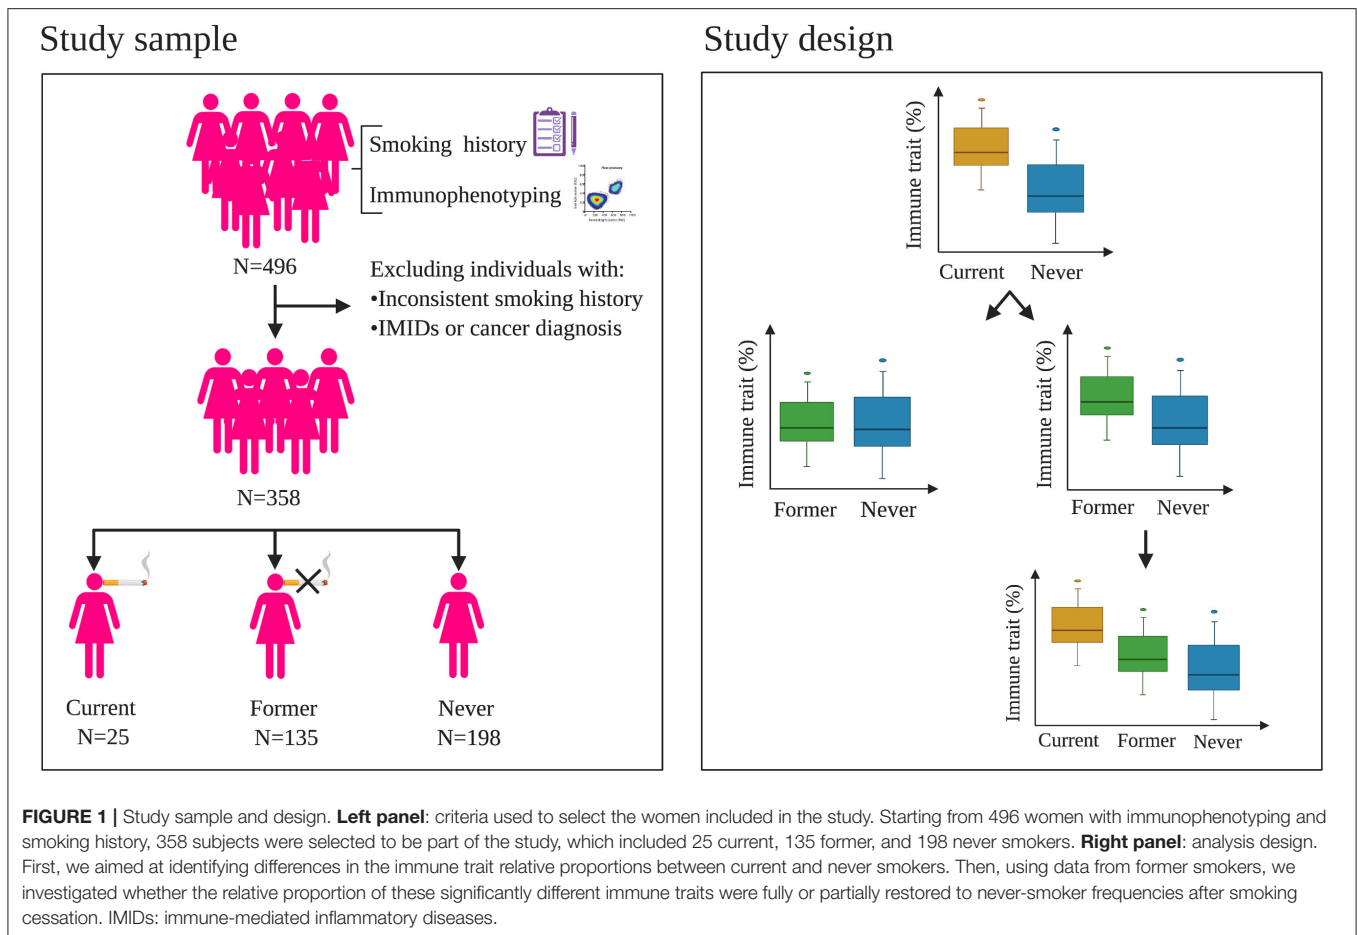 Study sample
Smoking history
Immunophenotyping
N=496
Excluding individuals with:
•Inconsistent smoking history
•IMIDs or cancer diagnosis
N=358
Current
N=25
Former
N=135
Never
N=198
Study design
Immune trait (%)
Current
Never
Immune trait (%)
Former
Never
Immune trait (%)
Former
Never
Immune trait (%)
Current
Former
Never
FIGURE 1 | Study sample and design. Left panel: criteria used to select the women included in the study. Starting from 496 women with immunophenotyping and
smoking history, 358 subjects were selected to be part of the study, which included 25 current, 135 former, and 198 never smokers. Right panel: analysis design.
First, we aimed at identifying differences in the immune trait relative proportions between current and never smokers. Then, using data from former smokers, we
investigated whether the relative proportion of these significantly different immune traits were fully or partially restored to never-smoker frequencies after smoking
cessation. IMIDs: immune-mediated inflammatory diseases.